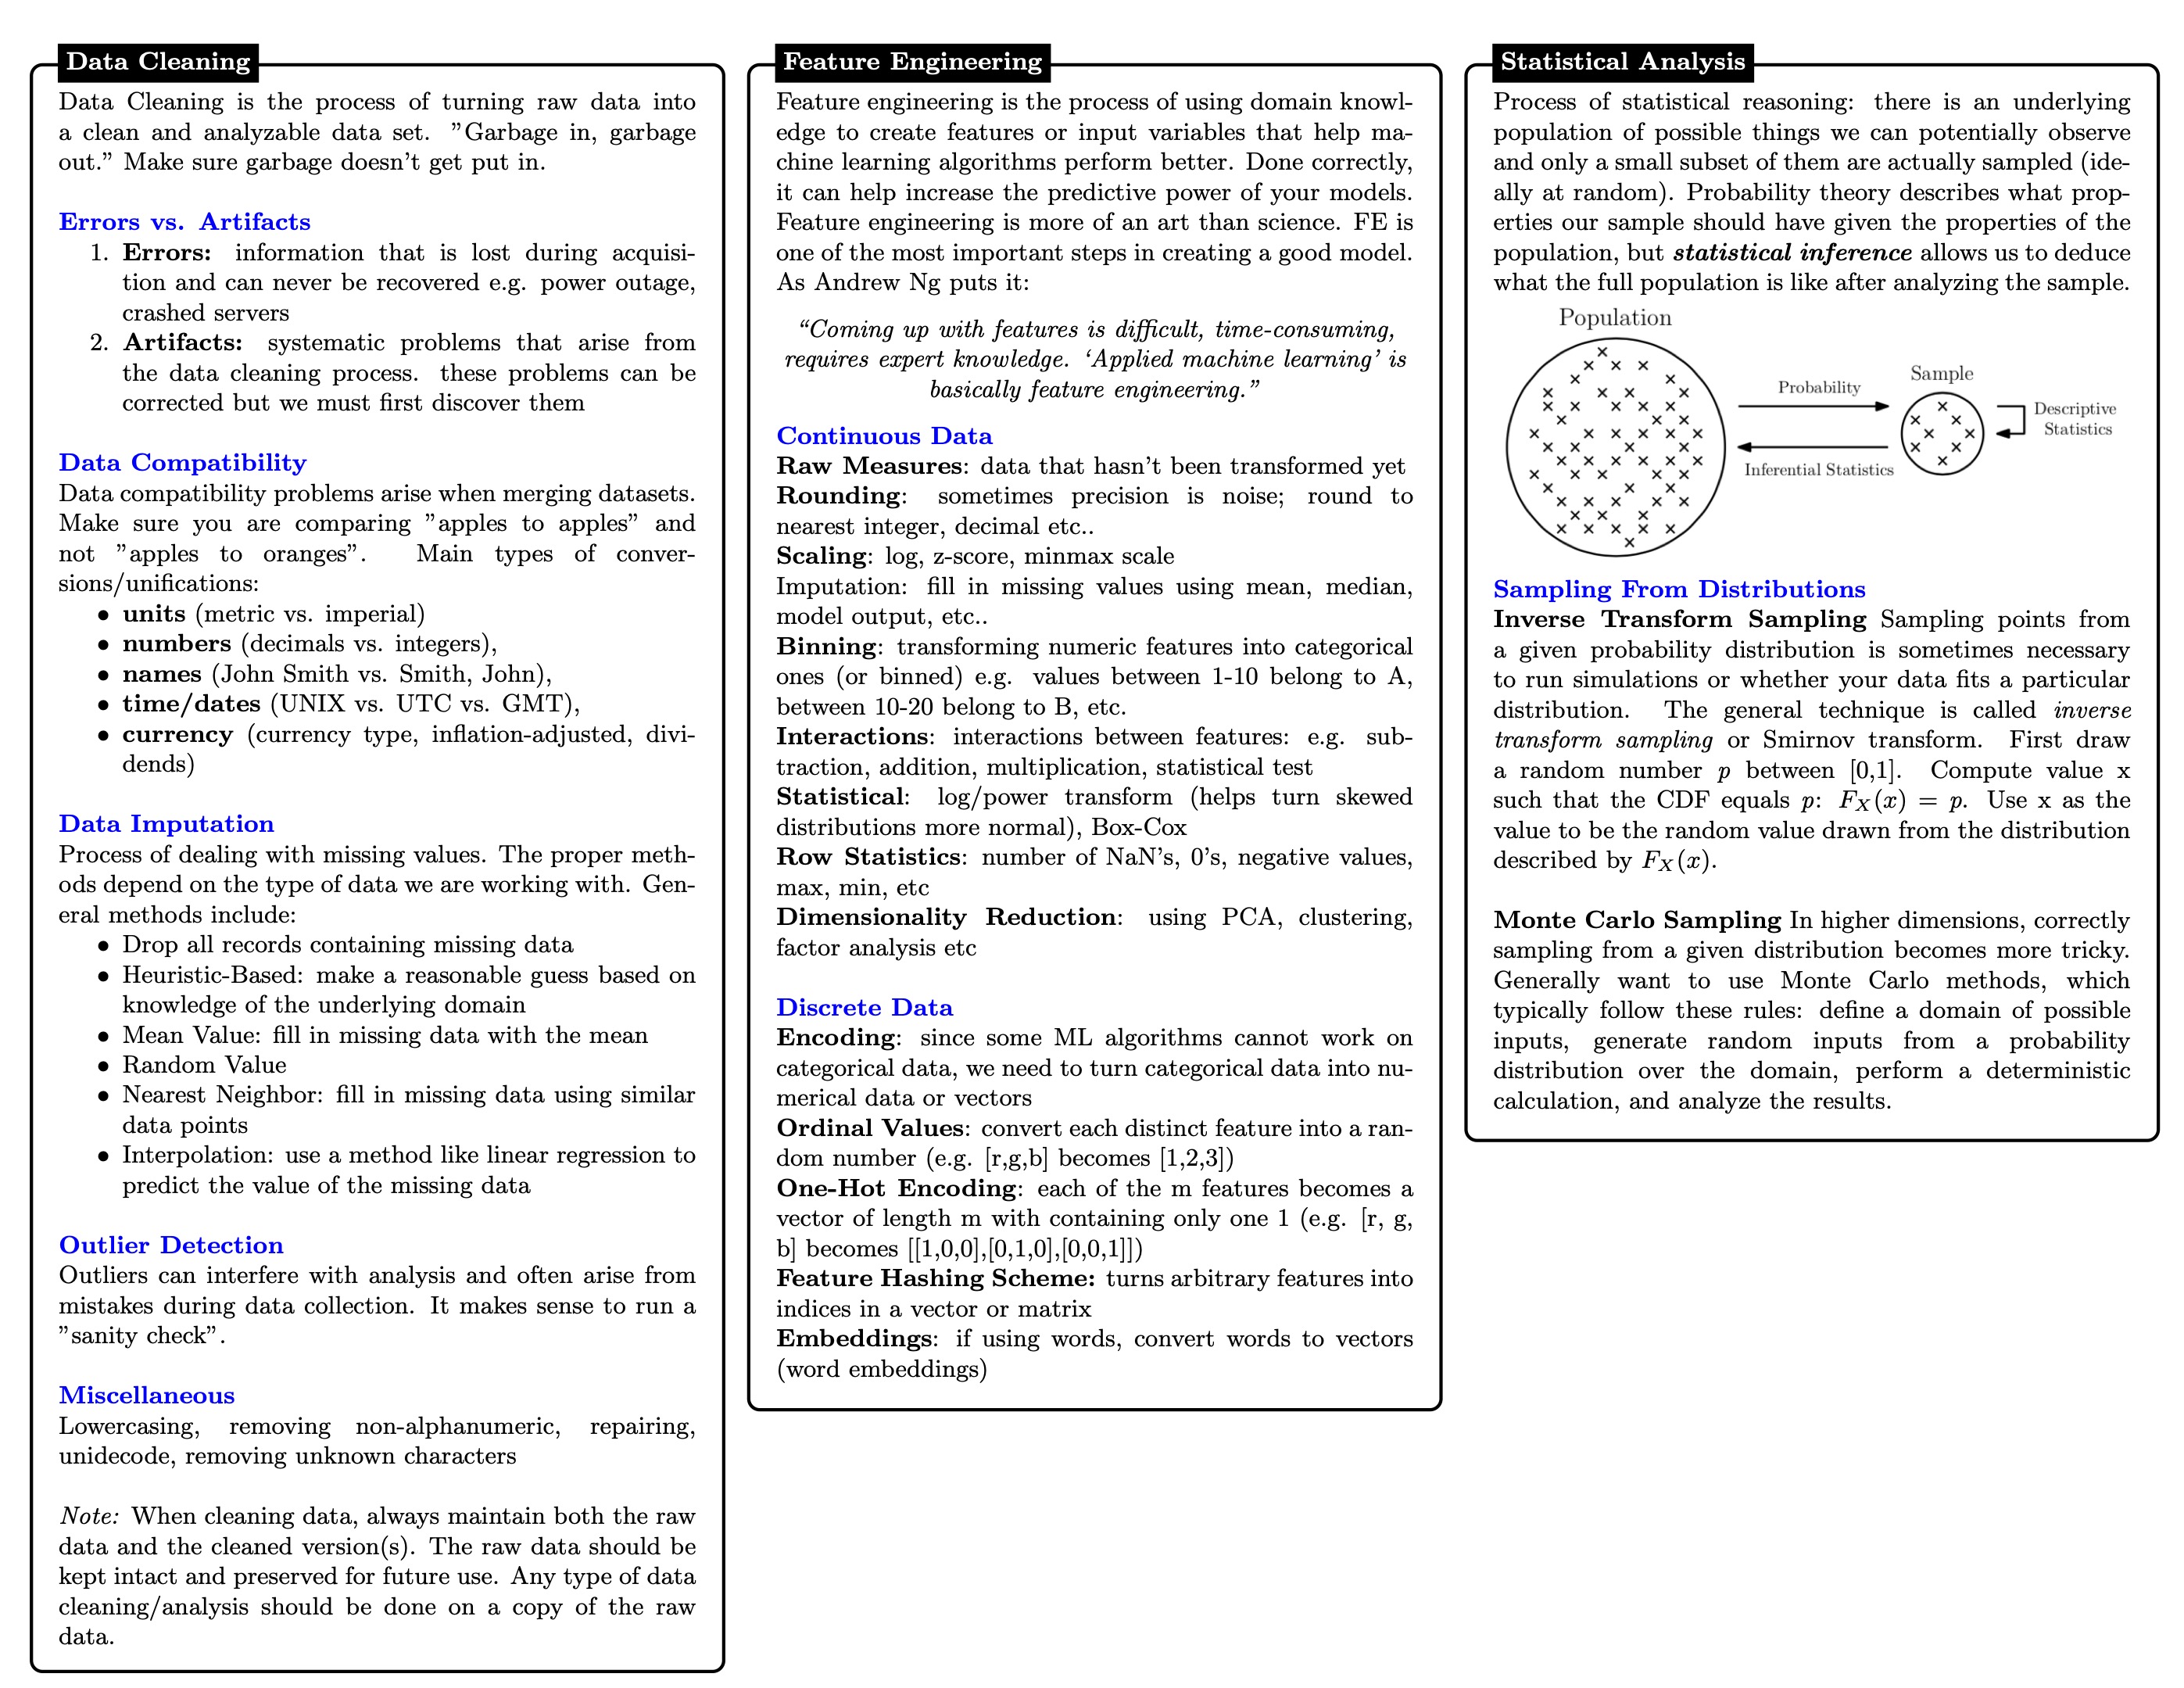 Data Cleaning
Data Cleaning is the process of turning raw data into
a clean and analyzable data set. ”Garbage in, garbage
out.” Make sure garbage doesn’t get put in.
Errors vs. Artifacts
1. Errors: information that is lost during acquisi-
tion and can never be recovered e.g. power outage,
crashed servers
2. Artifacts: systematic problems that arise from
the data cleaning process. these problems can be
corrected but we must first discover them
Data Compatibility
Data compatibility problems arise when merging datasets.
Make sure you are comparing ”apples to apples” and
not ”apples to oranges”. Main types of conver-
sions/unifications:
• units (metric vs. imperial)
• numbers (decimals vs. integers),
• names (John Smith vs. Smith, John),
• time/dates (UNIX vs. UTC vs. GMT),
• currency (currency type, inflation-adjusted, divi-
dends)
Data Imputation
Process of dealing with missing values. The proper meth-
ods depend on the type of data we are working with. Gen-
eral methods include:
• Drop all records containing missing data
• Heuristic-Based: make a reasonable guess based on
knowledge of the underlying domain
• Mean Value: fill in missing data with the mean
• Random Value
• Nearest Neighbor: fill in missing data using similar
data points
• Interpolation: use a method like linear regression to
predict the value of the missing data
Outlier Detection
Outliers can interfere with analysis and often arise from
mistakes during data collection. It makes sense to run a
”sanity check”.
Miscellaneous
Lowercasing, removing non-alphanumeric, repairing,
unidecode, removing unknown characters
Note: When cleaning data, always maintain both the raw
data and the cleaned version(s). The raw data should be
kept intact and preserved for future use. Any type of data
cleaning/analysis should be done on a copy of the raw
data.
Feature Engineering
Feature engineering is the process of using domain knowl-
edge to create features or input variables that help ma-
chine learning algorithms perform better. Done correctly,
it can help increase the predictive power of your models.
Feature engineering is more of an art than science. FE is
one of the most important steps in creating a good model.
As Andrew Ng puts it:
“Coming up with features is difficult, time-consuming,
requires expert knowledge. ‘Applied machine learning’ is
basically feature engineering.”
Continuous Data
Raw Measures: data that hasn’t been transformed yet
Rounding: sometimes precision is noise; round to
nearest integer, decimal etc..
Scaling: log, z-score, minmax scale
Imputation: fill in missing values using mean, median,
model output, etc..
Binning: transforming numeric features into categorical
ones (or binned) e.g. values between 1-10 belong to A,
between 10-20 belong to B, etc.
Interactions: interactions between features: e.g. sub-
traction, addition, multiplication, statistical test
Statistical: log/power transform (helps turn skewed
distributions more normal), Box-Cox
Row Statistics: number of NaN’s, 0’s, negative values,
max, min, etc
Dimensionality Reduction: using PCA, clustering,
factor analysis etc
Discrete Data
Encoding: since some ML algorithms cannot work on
categorical data, we need to turn categorical data into nu-
merical data or vectors
Ordinal Values: convert each distinct feature into a ran-
dom number (e.g. [r,g,b] becomes [1,2,3])
One-Hot Encoding: each of the m features becomes a
vector of length m with containing only one 1 (e.g. [r, g,
b] becomes [[1,0,0],[0,1,0],[0,0,1]])
Feature Hashing Scheme: turns arbitrary features into
indices in a vector or matrix
Embeddings: if using words, convert words to vectors
(word embeddings)
Statistical Analysis
Process of statistical reasoning: there is an underlying
population of possible things we can potentially observe
and only a small subset of them are actually sampled (ide-
ally at random). Probability theory describes what prop-
erties our sample should have given the properties of the
population, but statistical inference allows us to deduce
what the full population is like after analyzing the sample.
Population
Probability
Inferential Statistics
Sample
Descriptive
Statistics
Sampling From Distributions
Inverse Transform Sampling Sampling points from
a given probability distribution is sometimes necessary
to run simulations or whether your data fits a particular
distribution. The general technique is called inverse
transform sampling or Smirnov transform. First draw
a random number p between [0,1]. Compute value x
such that the CDF equals p: F_X(x) = p. Use x as the
value to be the random value drawn from the distribution
described by F_X(x).
Monte Carlo Sampling In higher dimensions, correctly
sampling from a given distribution becomes more tricky.
Generally want to use Monte Carlo methods, which
typically follow these rules: define a domain of possible
inputs, generate random inputs from a probability
distribution over the domain, perform a deterministic
calculation, and analyze the results.